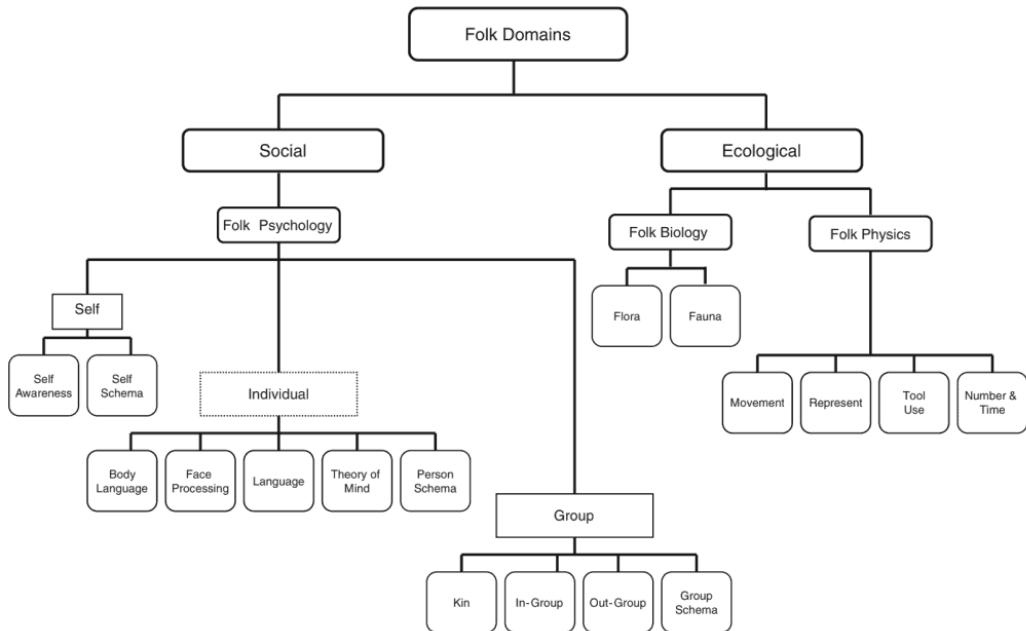 Folk Domains
Social
Ecological
Folk Psychology
Folk Biology
Folk Physics
Self
Flora
Fauna
Self
Awareness
Self
Schema
Individual
Movement
Represent
Tool
Use
Number &
Time
Body
Language
Face
Processing
Language
Theory of
Mind
Person
Schema
Group
Kin
In-Group
Out-Group
Group
Schema